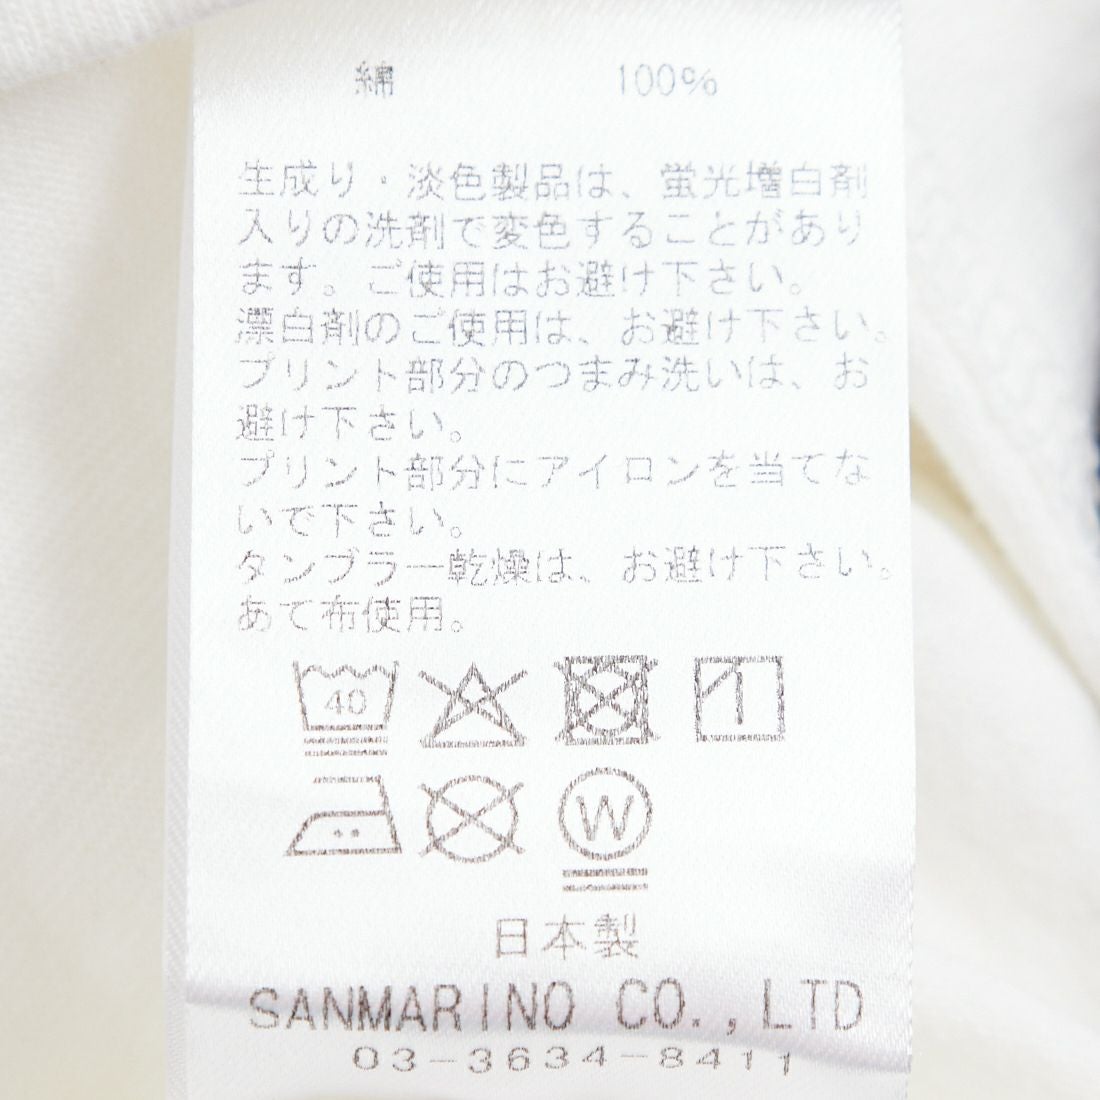 綿 100%
生成り・淡色製品は、蛍光増白剤
入りの洗剤で変色することがあり
ます。ご使用はお避け下さい。
漂白剤のご使用は、お避け下さい。
プリント部分のつまみ洗いは、お
避け下さい。
プリント部分にアイロンを当てな
いで下さい。
タンブラー乾燥は、お避け下さい。
あて布使用。
40
W
日本製
SANMARINO CO.,LTD
03-3634-8411